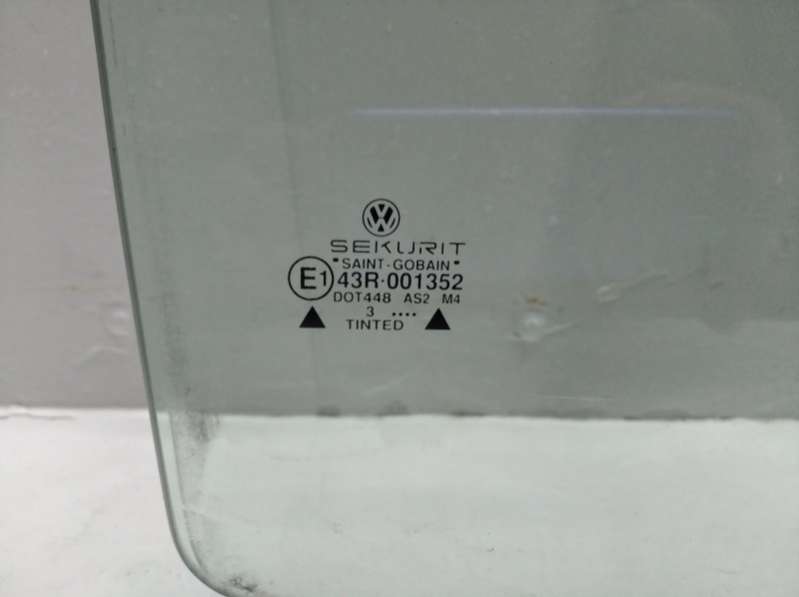 SEKURIT
"SAINT-GOBAIN"
E1 43R·001352
DOT448 AS2 M4
3 ....
TINTED